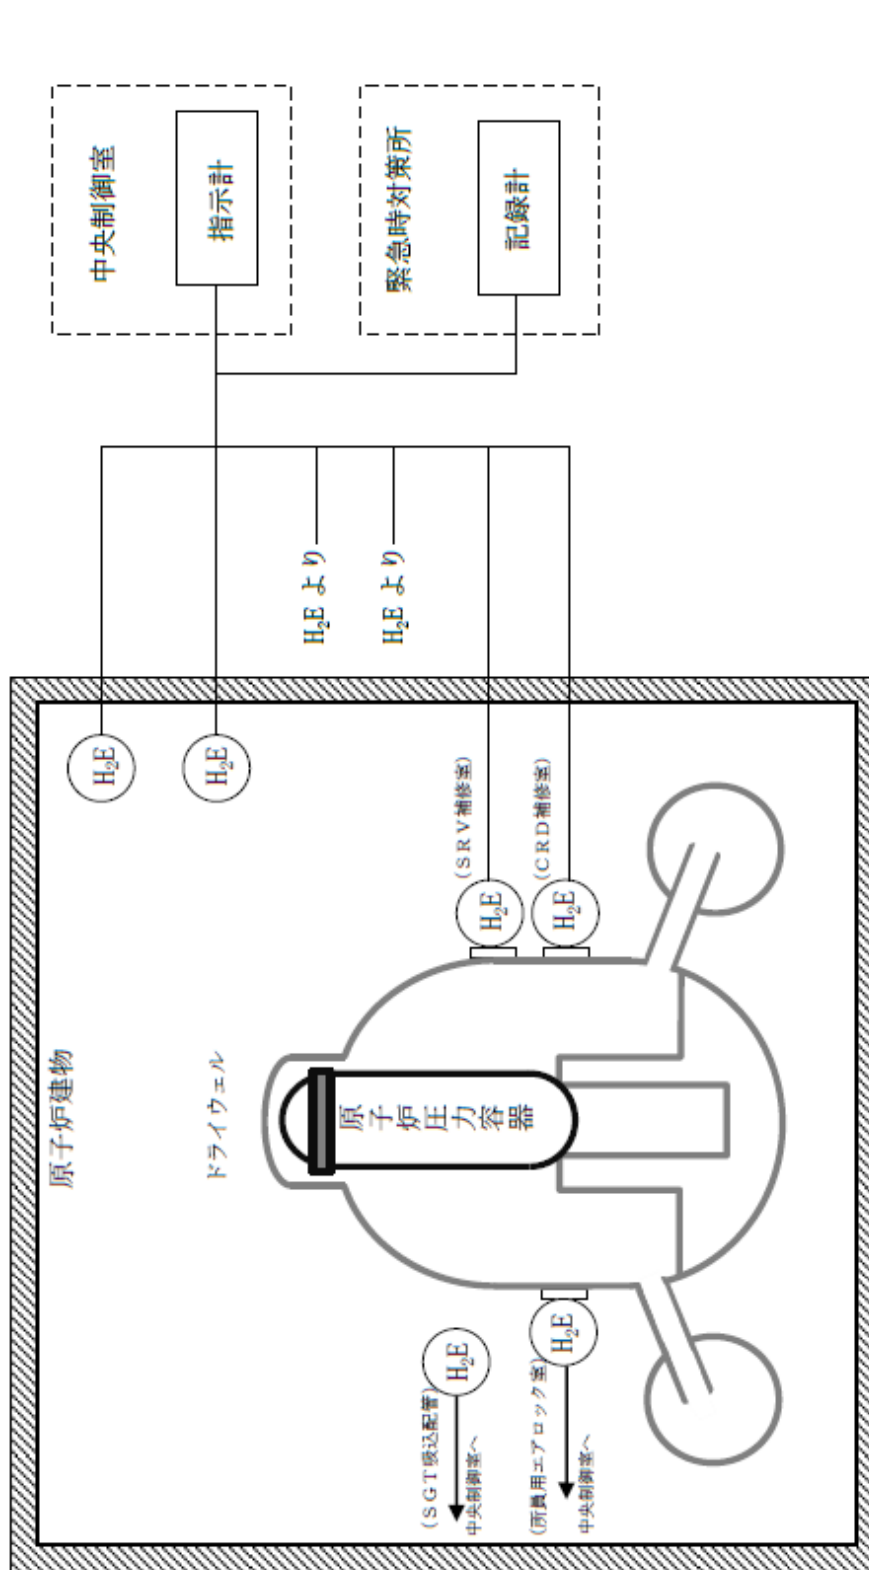 中央制御室
指示計
緊急時対策所
記録計
H₂Eより
H₂Eより
H₂E
H₂E
(SRV補修室)
H₂E
(CRD補修室)
H₂E
原子炉建物
ドライウェル
原子炉圧力容器
H₂E
(SGT吸込配管)
中央制御室へ
H₂E
(所員用エアロック室)
中央制御室へ